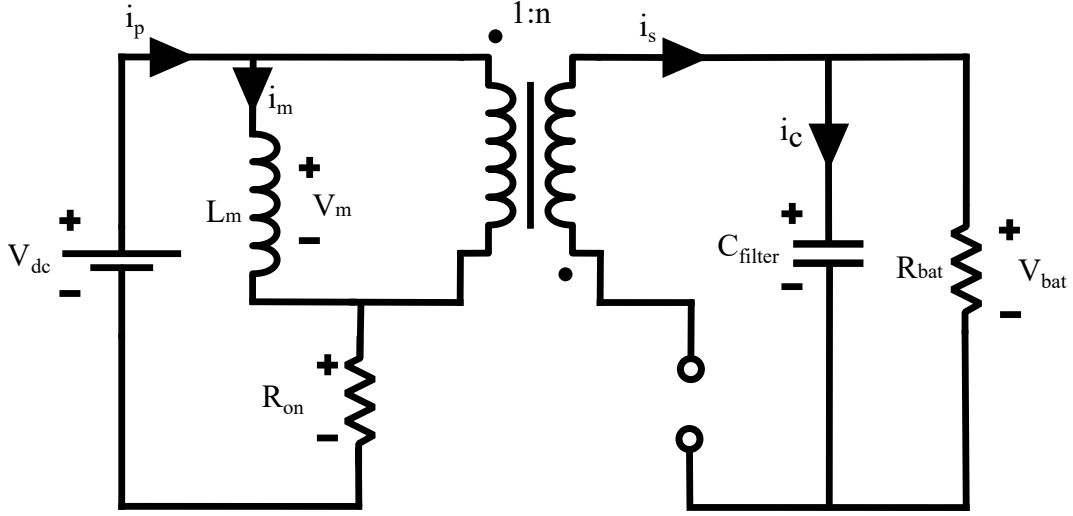 i_p
1:n
i_s
i_m
i_c
+
L_m
V_m
−
+
V_dc
−
+
C_filter
−
R_bat
+
V_bat
−
+
R_on
−